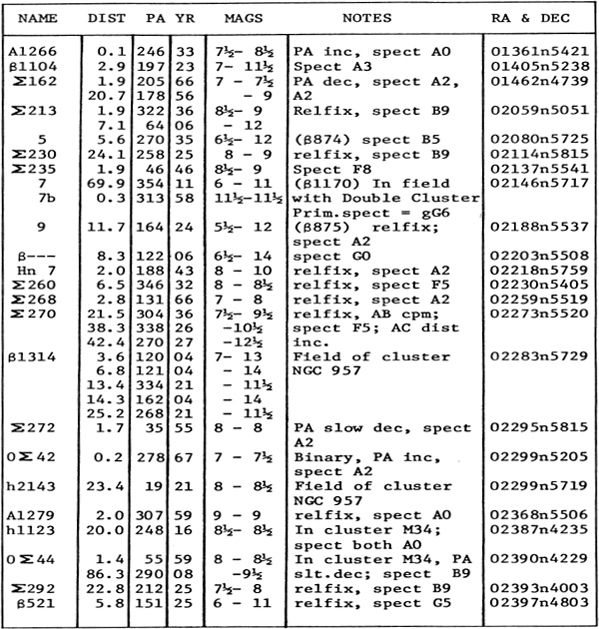 NAME DIST PA YR MAGS NOTES RA & DEC
A1266 0.1 246 33 7½- 8½ PA inc, spect A0 01361n5421
β1104 2.9 197 23 7- 11½ Spect A3 01405n5238
Σ162 1.9 205 66 7 - 7½ PA dec, spect A2, 01462n4739
20.7 178 56 - 9 A2
Σ213 1.9 322 36 8½- 9 Relfix, spect B9 02059n5051
7.1 64 06 - 12
5 5.6 270 35 6½- 12 (β874) spect B5 02080n5725
Σ230 24.1 258 25 8 - 9 relfix, spect B9 02114n5815
Σ235 1.9 46 46 8½- 9 Spect F8 02137n5541
7 69.9 354 11 6 - 11 (β1170) In field 02146n5717
7b 0.3 313 58 11½-11½ with Double Cluster
Prim.spect = gG6
9 11.7 164 24 5½- 12 (β875) relfix; 02188n5537
spect A2
β--- 8.3 122 06 6½- 14 spect G0 02203n5508
Hn 7 2.0 188 43 8 - 10 relfix, spect A2 02218n5759
Σ260 6.5 346 32 8 - 8½ relfix, spect F5 02230n5405
Σ268 2.8 131 66 7 - 8 relfix, spect A2 02259n5519
Σ270 21.5 304 36 7½- 9½ relfix, AB cpm; 02273n5520
38.3 338 26 -10½ spect F5; AC dist
42.4 270 27 -12½ inc.
β1314 3.6 120 04 7- 13 Field of cluster 02283n5729
6.8 121 04 - 14 NGC 957
13.4 334 21 - 11½
14.3 162 04 - 14
25.2 268 21 - 11½
Σ272 1.7 35 55 8 - 8 PA slow dec, spect 02295n5815
A2
OΣ42 0.2 278 67 7 - 7½ Binary, PA inc, 02299n5205
spect A2
h2143 23.4 19 21 8 - 8½ Field of cluster 02299n5719
NGC 957
A1279 2.0 307 59 9 - 9 relfix, spect A0 02368n5506
h1123 20.0 248 16 8½- 8½ In cluster M34; 02387n4235
spect both A0
OΣ44 1.4 55 59 8 - 8½ In cluster M34, PA 02390n4229
86.3 290 08 -9½ slt.dec; spect B9
Σ292 22.8 212 25 7½- 8 relfix, spect B9 02393n4003
β521 5.8 151 25 6 - 11 relfix, spect G5 02397n4803